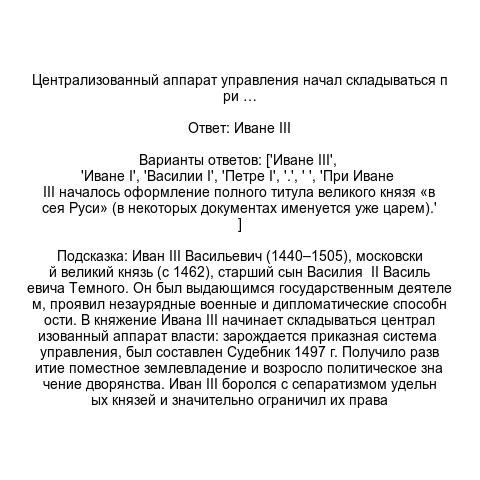 Централизованный аппарат управления начал складываться п
ри …
Ответ: Иване III
Варианты ответов: ['Иване III',
'Иване I', 'Василии I', 'Петре I', '.', ' ', 'При Иване
III началось оформление полного титула великого князя «в
сея Руси» (в некоторых документах именуется уже царем).'
]
Подсказка: Иван III Васильевич (1440–1505), московски
й великий князь (с 1462), старший сын Василия  II Василь
евича Темного. Он был выдающимся государственным деятеле
м, проявил незаурядные военные и дипломатические способн
ости. В княжение Ивана III начинает складываться централ
изованный аппарат власти: зарождается приказная система
управления, был составлен Судебник 1497 г. Получило разв
итие поместное землевладение и возросло политическое зна
чение дворянства. Иван III боролся с сепаратизмом удельн
ых князей и значительно ограничил их права